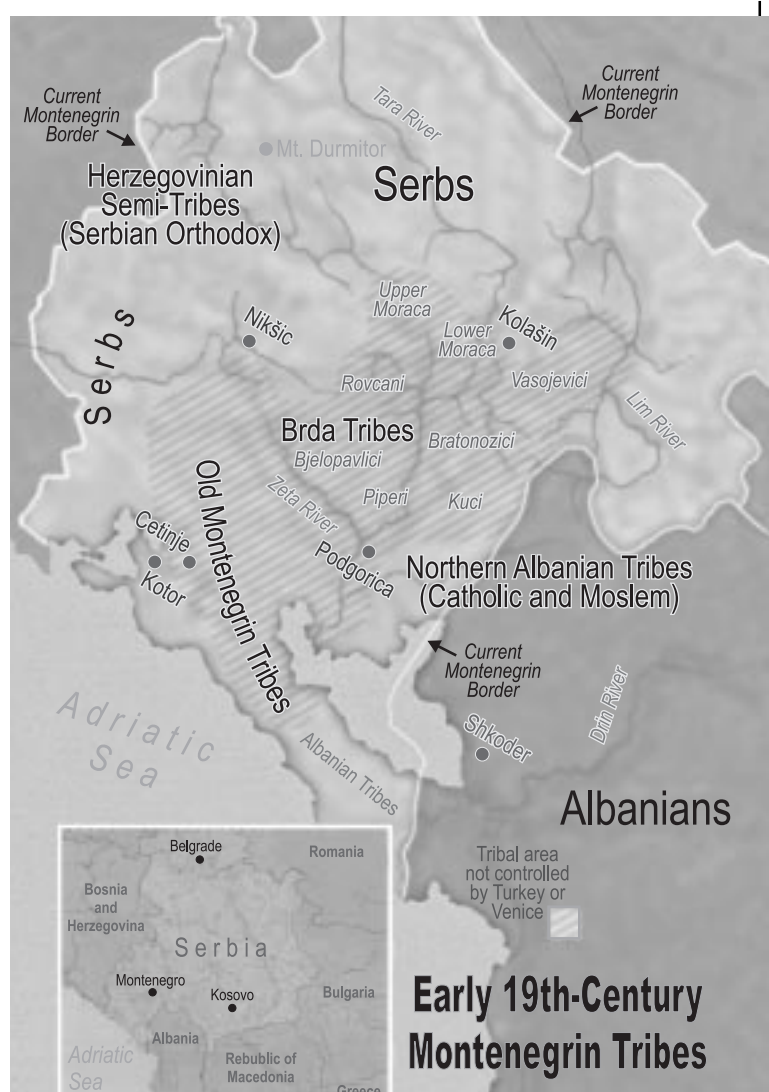 Current
Montenegrin
Border
Current
Montenegrin
Border
Tara River
Mt. Durmitor
Herzegovinian
Semi-Tribes
(Serbian Orthodox)
Serbs
Upper
Moraca
Nikšic
Lower
Moraca
Kolašin
Serbs
Rovcani
Vasojevici
Lim River
Brda Tribes
Bratonozici
Bjelopavlici
Old Montenegrin Tribes
Zeta River
Piperi
Kuci
Cetinje
Kotor
Podgorica
Northern Albanian Tribes
(Catholic and Moslem)
Current
Montenegrin
Border
Drin River
Adriatic
Sea
Shkoder
Albanian Tribes
Albanians
Tribal area
not controlled
by Turkey or
Venice
Belgrade
Romania
Bosnia
and
Herzegovina
Serbia
Montenegro
Kosovo
Bulgaria
Albania
Adriatic
Sea
Rebublic of
Macedonia
Greece
Early 19th-Century
Montenegrin Tribes